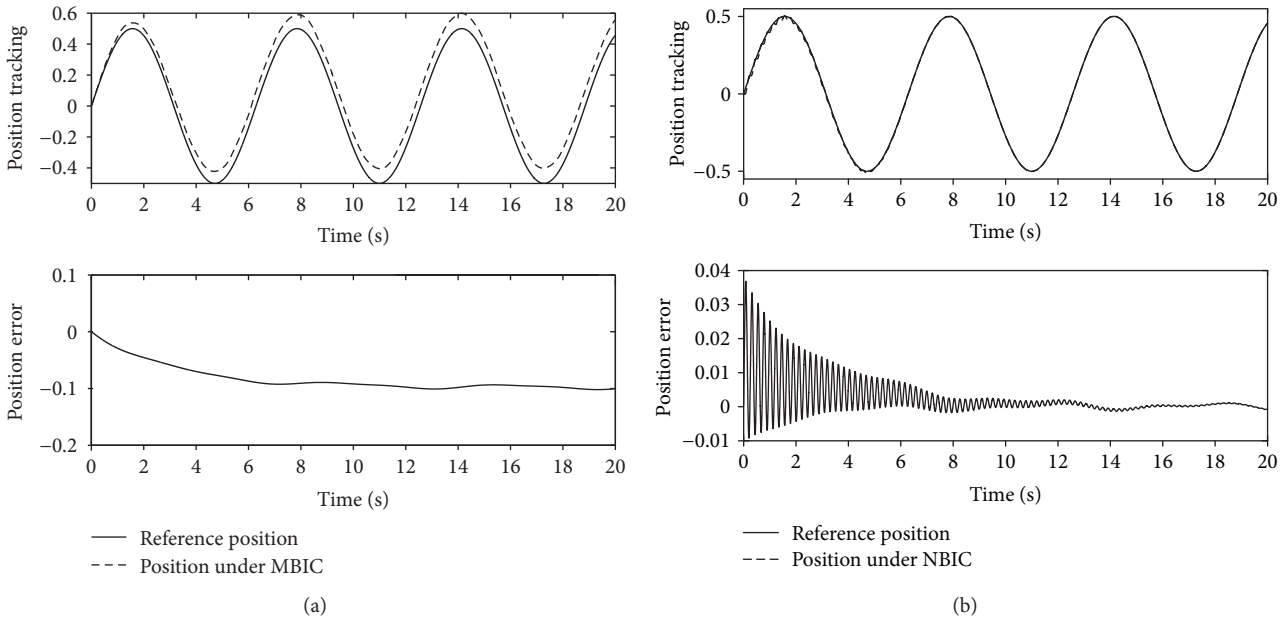 Position tracking
0.6
0.4
0.2
0
−0.2
−0.4
0 2 4 6 8 10 12 14 16 18 20
Time (s)
Position error
0.1
0
−0.1
−0.2
0 2 4 6 8 10 12 14 16 18 20
Time (s)
Reference position
Position under MBIC
(a)
Position tracking
0.5
0
−0.5
0 2 4 6 8 10 12 14 16 18 20
Time (s)
Position error
0.04
0.03
0.02
0.01
0
−0.01
0 2 4 6 8 10 12 14 16 18 20
Time (s)
Reference position
Position under NBIC
(b)